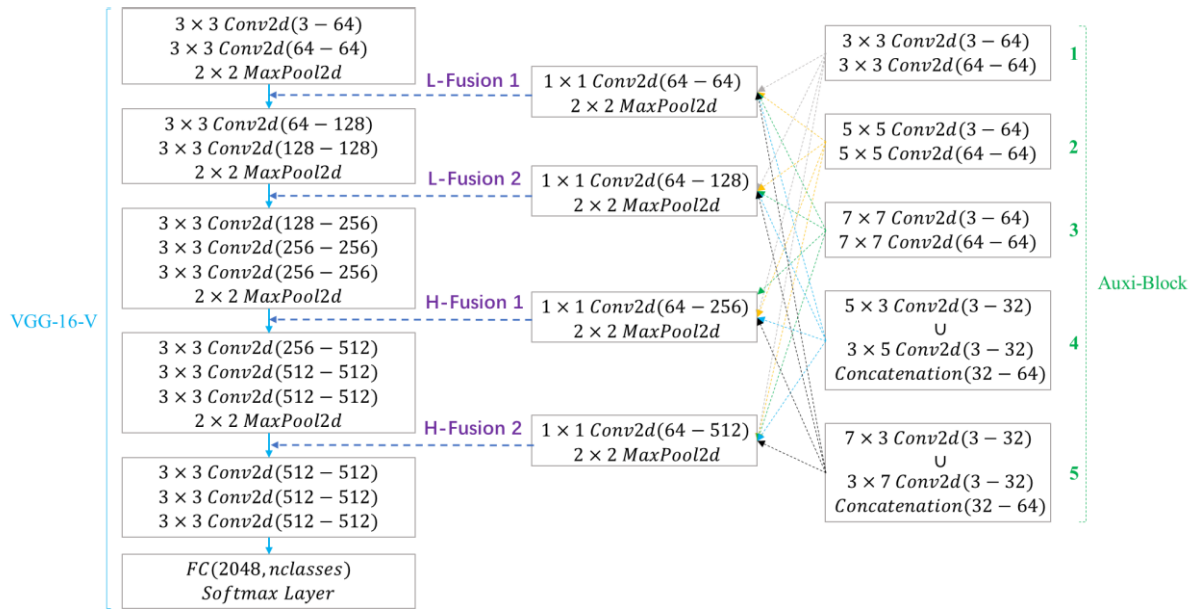 VGG-16-V
3 × 3 Conv2d(3 − 64)
3 × 3 Conv2d(64 − 64)
2 × 2 MaxPool2d
3 × 3 Conv2d(64 − 128)
3 × 3 Conv2d(128 − 128)
2 × 2 MaxPool2d
3 × 3 Conv2d(128 − 256)
3 × 3 Conv2d(256 − 256)
3 × 3 Conv2d(256 − 256)
2 × 2 MaxPool2d
3 × 3 Conv2d(256 − 512)
3 × 3 Conv2d(512 − 512)
3 × 3 Conv2d(512 − 512)
2 × 2 MaxPool2d
3 × 3 Conv2d(512 − 512)
3 × 3 Conv2d(512 − 512)
3 × 3 Conv2d(512 − 512)
FC(2048, nclasses)
Softmax Layer
L-Fusion 1
L-Fusion 2
H-Fusion 1
H-Fusion 2
1 × 1 Conv2d(64 − 64)
2 × 2 MaxPool2d
1 × 1 Conv2d(64 − 128)
2 × 2 MaxPool2d
1 × 1 Conv2d(64 − 256)
2 × 2 MaxPool2d
1 × 1 Conv2d(64 − 512)
2 × 2 MaxPool2d
3 × 3 Conv2d(3 − 64)
3 × 3 Conv2d(64 − 64)
1
5 × 5 Conv2d(3 − 64)
5 × 5 Conv2d(64 − 64)
2
7 × 7 Conv2d(3 − 64)
7 × 7 Conv2d(64 − 64)
3
5 × 3 Conv2d(3 − 32)
∪
3 × 5 Conv2d(3 − 32)
Concatenation(32 − 64)
4
7 × 3 Conv2d(3 − 32)
∪
3 × 7 Conv2d(3 − 32)
Concatenation(32 − 64)
5
Auxi-Block